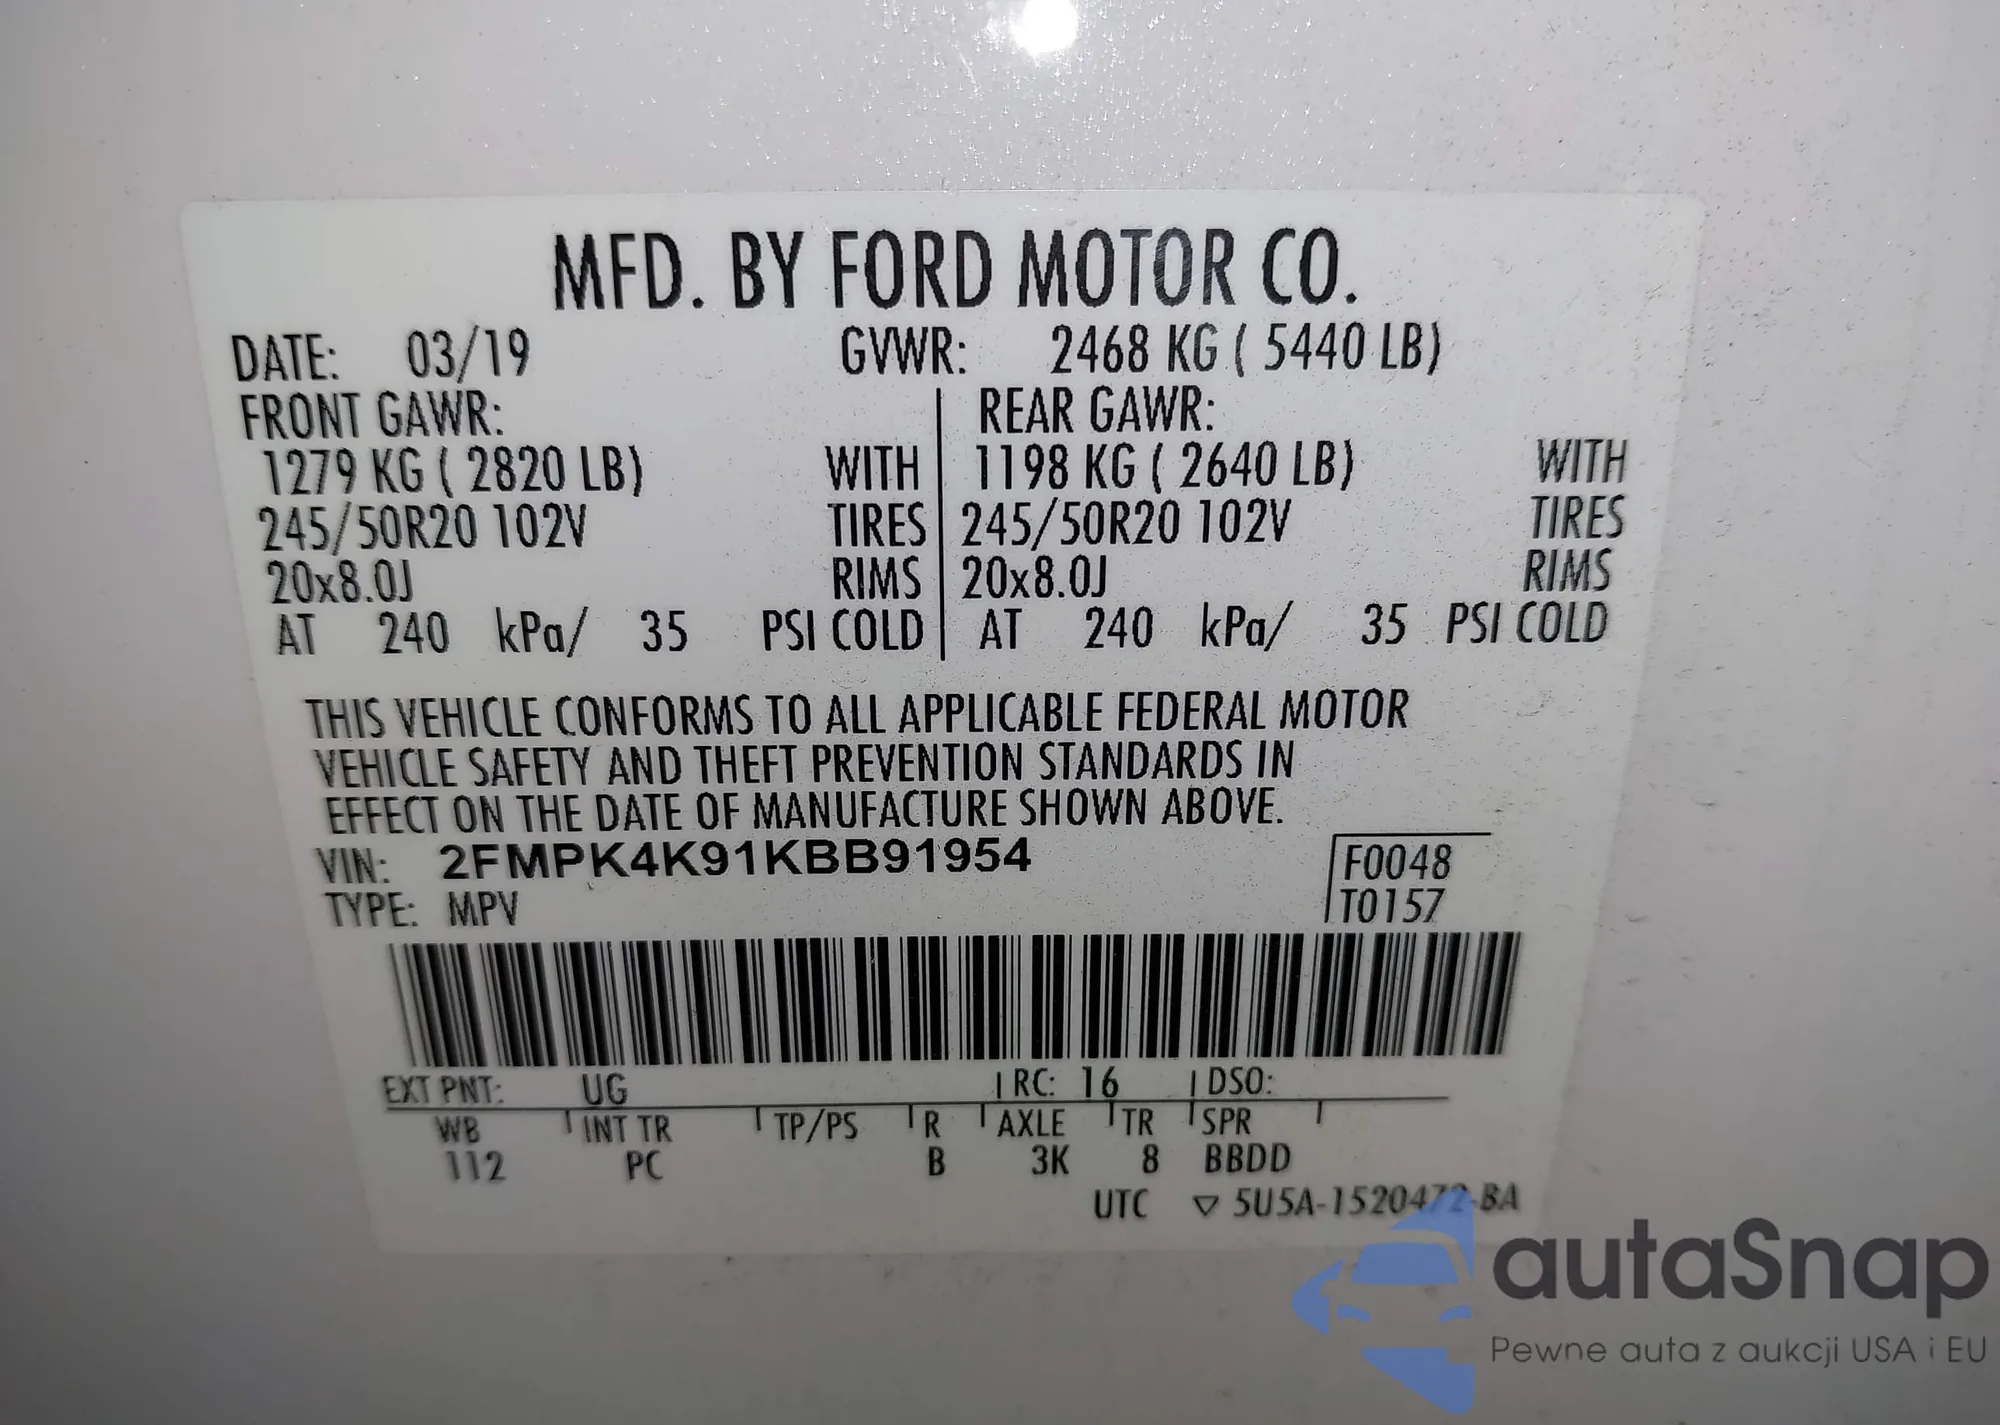 MFD. BY FORD MOTOR CO.
DATE: 03/19 GVWR: 2468 KG ( 5440 LB)
FRONT GAWR: REAR GAWR:
1279 KG ( 2820 LB) WITH 1198 KG ( 2640 LB) WITH
245/50R20 102V TIRES 245/50R20 102V TIRES
20x8.0J RIMS 20x8.0J RIMS
AT 240 kPa/ 35 PSI COLD AT 240 kPa/ 35 PSI COLD
THIS VEHICLE CONFORMS TO ALL APPLICABLE FEDERAL MOTOR
VEHICLE SAFETY AND THEFT PREVENTION STANDARDS IN
EFFECT ON THE DATE OF MANUFACTURE SHOWN ABOVE.
VIN: 2FMPK4K91KBB91954 F0048
TYPE: MPV T0157
EXT PNT: UG RC: 16 DSO:
WB INT TR TP/PS R AXLE TR SPR
112 PC B 3K 8 BBDD
UTC ▽ 5U5A-1520472-BA
autaSnap
Pewne auta z aukcji USA i EU